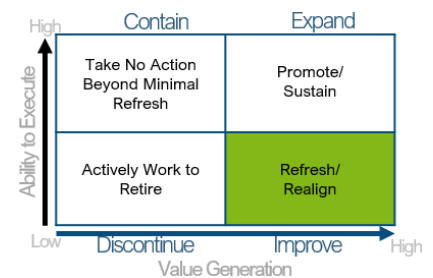 Contain
Expand
High
Take No Action
Beyond Minimal
Refresh
Promote/
Sustain
Ability to Execute
Actively Work to
Retire
Refresh/
Realign
Low
Discontinue
Improve
High
Value Generation